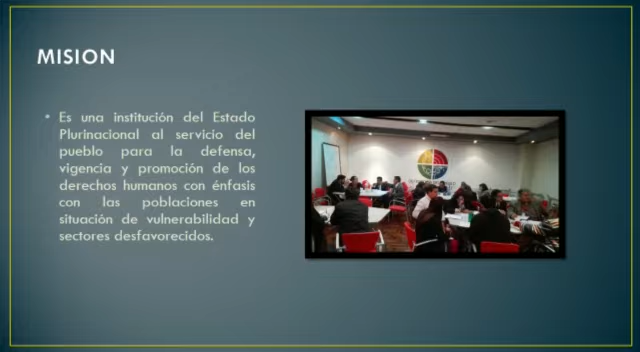 MISION
• Es una institución del Estado
Plurinacional al servicio del
pueblo para la defensa,
vigencia y promoción de los
derechos humanos con énfasis
con las poblaciones en
situación de vulnerabilidad y
sectores desfavorecidos.